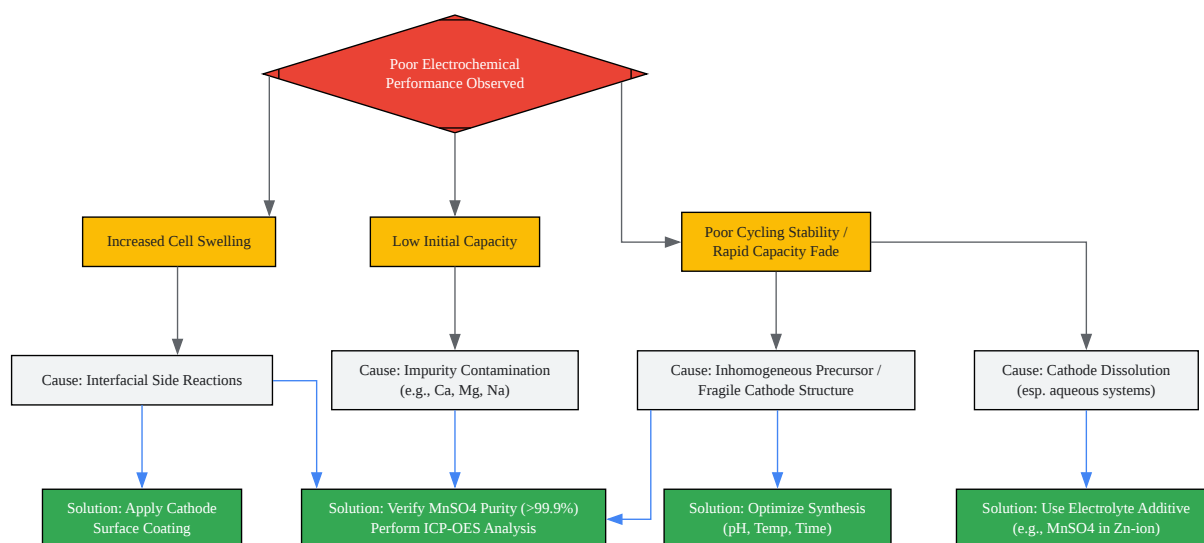 Poor Electrochemical
Performance Observed
Increased Cell Swelling
Low Initial Capacity
Poor Cycling Stability /
Rapid Capacity Fade
Cause: Interfacial Side Reactions
Cause: Impurity Contamination
(e.g., Ca, Mg, Na)
Cause: Inhomogeneous Precursor /
Fragile Cathode Structure
Cause: Cathode Dissolution
(esp. aqueous systems)
Solution: Apply Cathode
Surface Coating
Solution: Verify MnSO4 Purity (>99.9%)
Perform ICP-OES Analysis
Solution: Optimize Synthesis
(pH, Temp, Time)
Solution: Use Electrolyte Additive
(e.g., MnSO4 in Zn-ion)